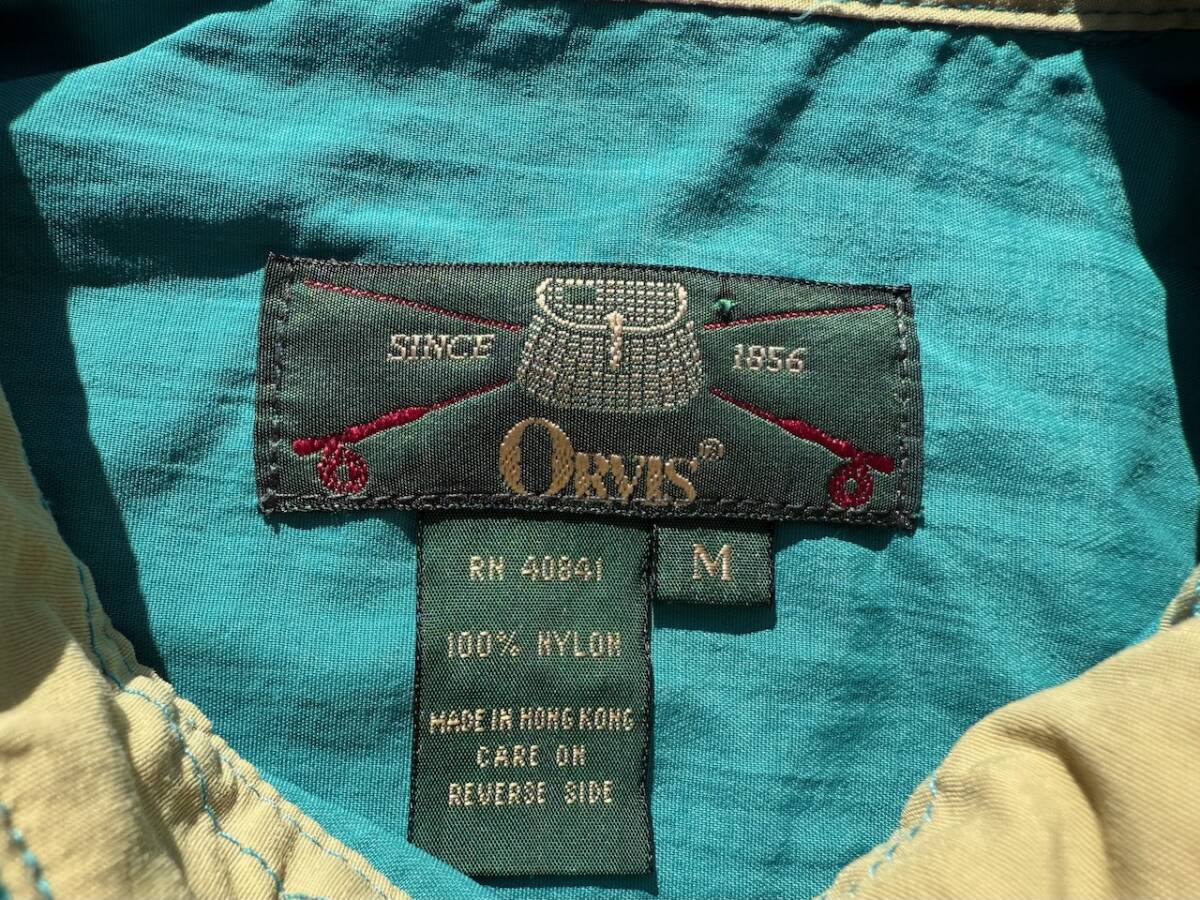 SINCE 1856
ORVIS®
M
RN 40841
100% NYLON
MADE IN HONG KONG
CARE ON
REVERSE SIDE